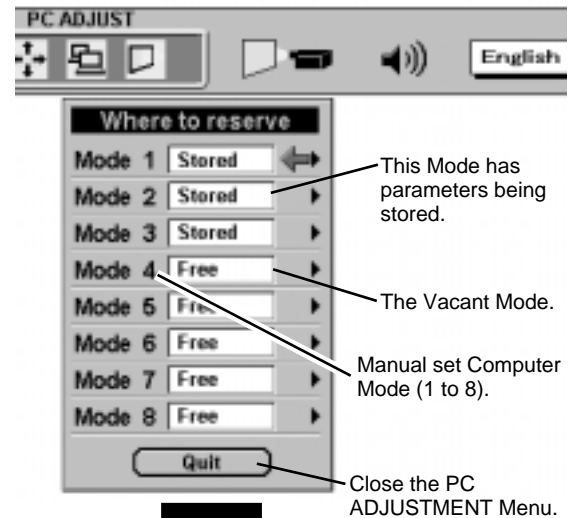 PC ADJUST
English
Where to reserve
Mode 1 Stored
Mode 2 Stored
Mode 3 Stored
Mode 4 Free
Mode 5 Free
Mode 6 Free
Mode 7 Free
Mode 8 Free
Quit
This Mode has
parameters being
stored.
The Vacant Mode.
Manual set Computer
Mode (1 to 8).
Close the PC
ADJUSTMENT Menu.